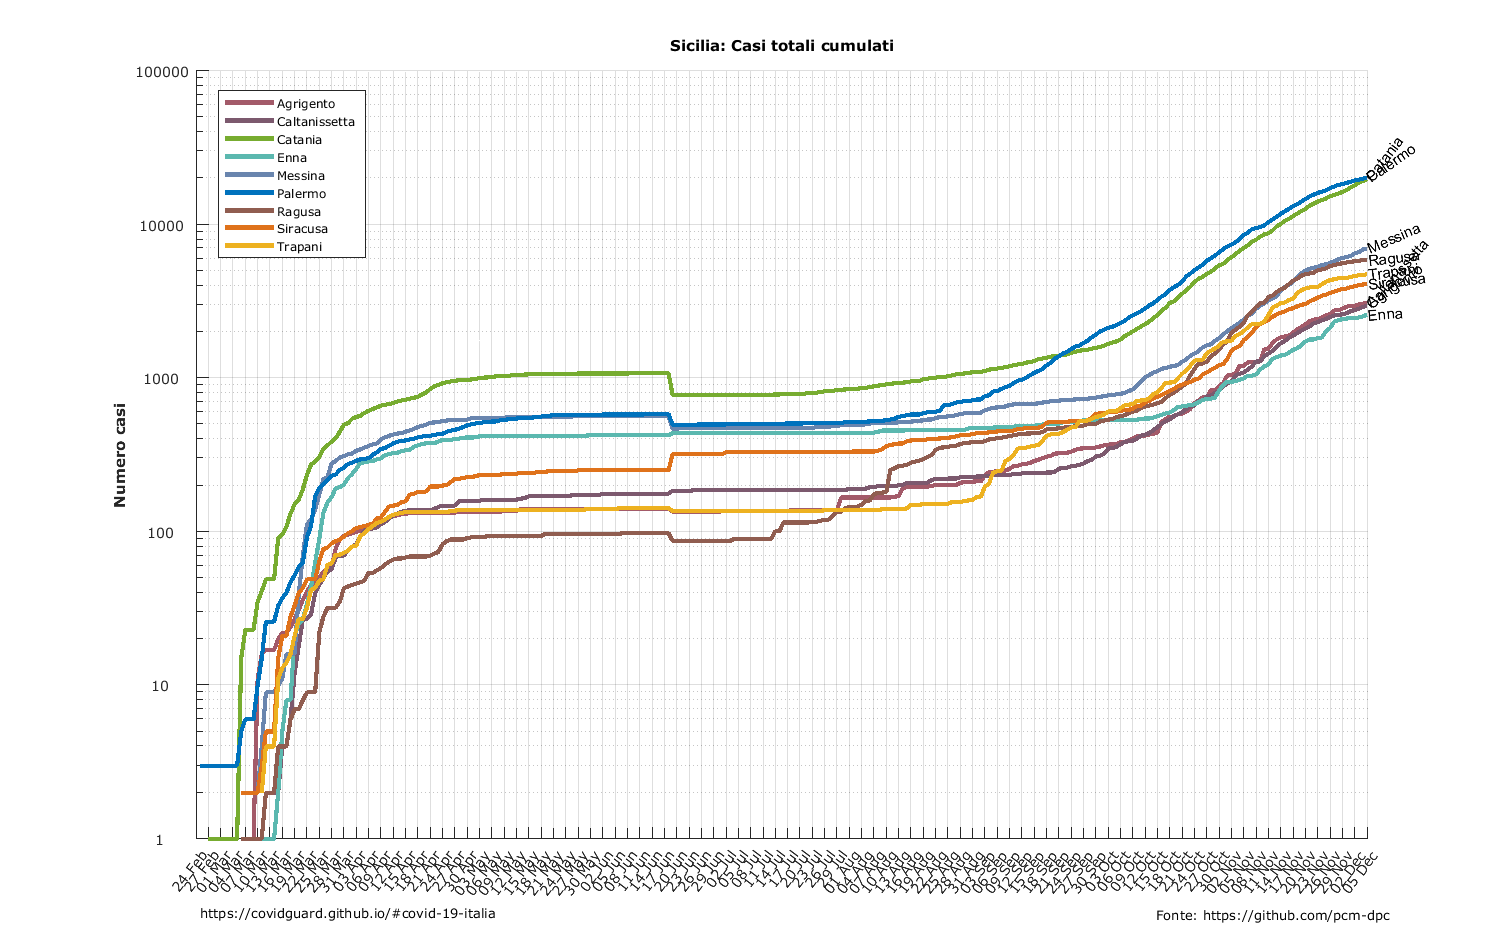 Sicilia: Casi totali cumulati
100000
10000
1000
100
10
1
Numero casi
Agrigento
Caltanissetta
Catania
Enna
Messina
Palermo
Ragusa
Siracusa
Trapani
Catania
Palermo
Messina
Ragusa
Trapani
Siracusa
Caltanissetta
Agrigento
Enna
24 Feb
27 Feb
01 Mar
04 Mar
07 Mar
10 Mar
13 Mar
16 Mar
19 Mar
22 Mar
25 Mar
28 Mar
31 Mar
03 Apr
06 Apr
09 Apr
12 Apr
15 Apr
18 Apr
21 Apr
24 Apr
27 Apr
30 Apr
03 May
06 May
09 May
12 May
15 May
18 May
21 May
24 May
27 May
30 May
02 Jun
05 Jun
08 Jun
11 Jun
14 Jun
17 Jun
20 Jun
23 Jun
26 Jun
29 Jun
02 Jul
05 Jul
08 Jul
11 Jul
14 Jul
17 Jul
20 Jul
23 Jul
26 Jul
29 Jul
01 Aug
04 Aug
07 Aug
10 Aug
13 Aug
16 Aug
19 Aug
22 Aug
25 Aug
28 Aug
31 Aug
03 Sep
06 Sep
09 Sep
12 Sep
15 Sep
18 Sep
21 Sep
24 Sep
27 Sep
30 Sep
03 Oct
06 Oct
09 Oct
12 Oct
15 Oct
18 Oct
21 Oct
24 Oct
27 Oct
30 Oct
02 Nov
05 Nov
08 Nov
11 Nov
14 Nov
17 Nov
20 Nov
23 Nov
26 Nov
29 Nov
02 Dec
05 Dec
https://covidguard.github.io/#covid-19-italia
Fonte: https://github.com/pcm-dpc